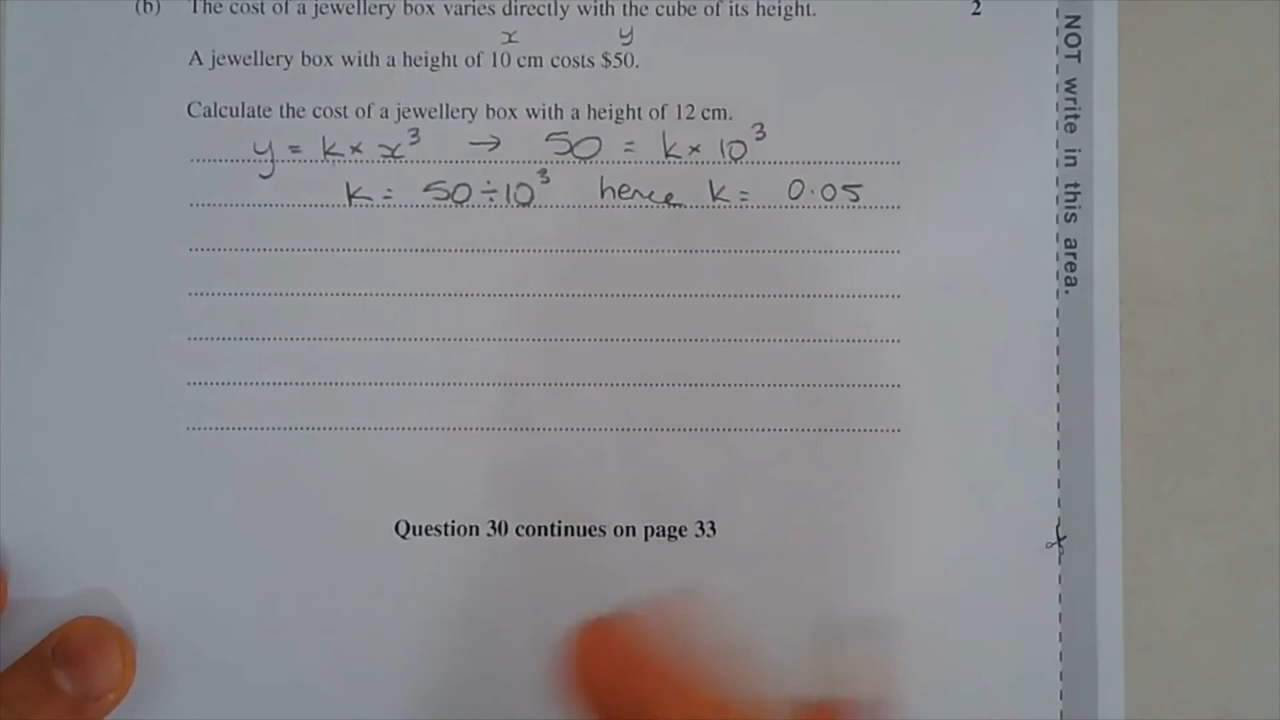 (b) The cost of a jewellery box varies directly with the cube of its height. 2
x y
A jewellery box with a height of 10 cm costs $50.
Calculate the cost of a jewellery box with a height of 12 cm.
y = k × x³ → 50 = k × 10³
k = 50 ÷ 10³ hence k = 0.05
Question 30 continues on page 33
NOT write in this area.